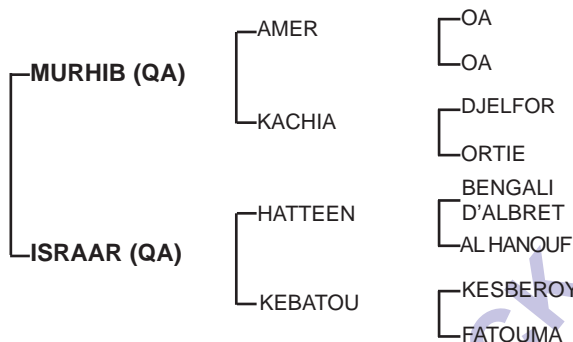 AMER
OA
OA
MURHIB (QA)
KACHIA
DJELFOR
ORTIE
HATTEEN
BENGALI
D'ALBRET
AL HANOUF
ISRAAR (QA)
KEBATOU
KESBEROY
FATOUMA